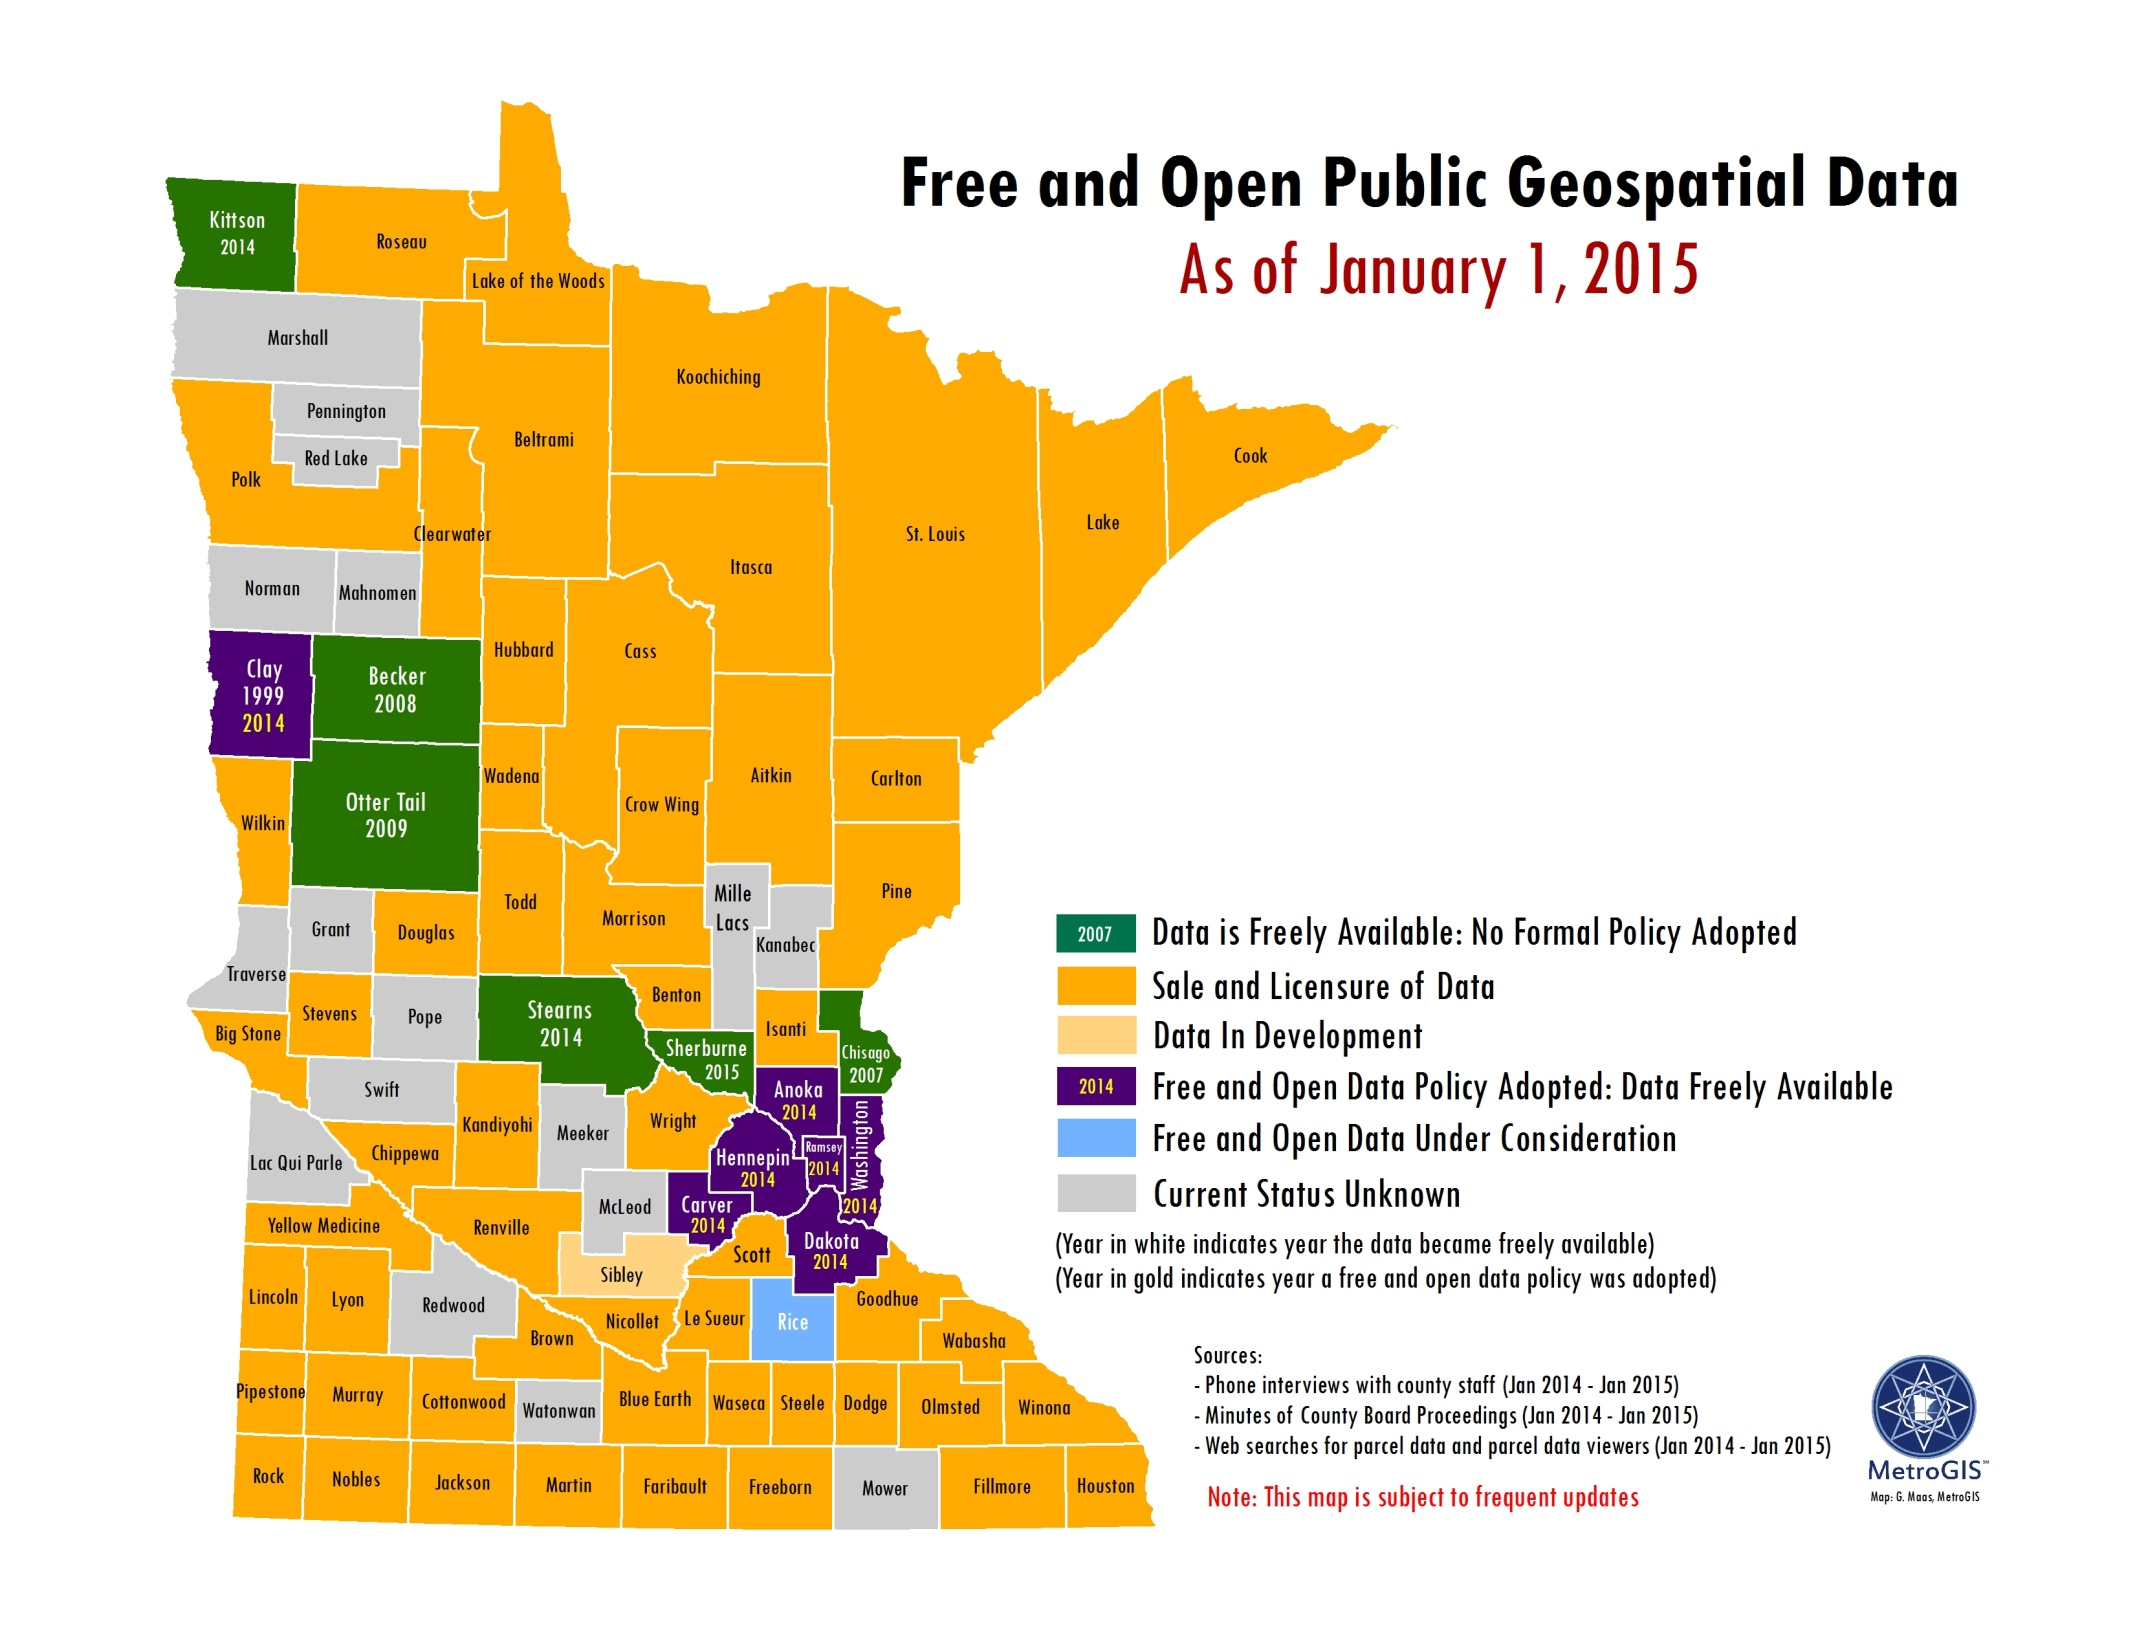 Free and Open Public Geospatial Data
As of January 1, 2015
Kittson
2014
Roseau
Lake of the Woods
Marshall
Koochiching
Pennington
Beltrami
Red Lake
Polk
Cook
Lake
St. Louis
Clearwater
Itasca
Norman
Mahnomen
Hubbard
Cass
Clay
1999
2014
Becker
2008
Wadena
Aitkin
Carlton
Otter Tail
2009
Crow Wing
Wilkin
Todd
Mille
Lacs
Pine
Morrison
Grant
Douglas
Kanabec
Traverse
Benton
Stevens
Pope
Stearns
2014
Isanti
Big Stone
Sherburne
2015
Chisago
2007
Swift
Anoka
2014
Kandiyohi
Meeker
Wright
Chippewa
Lac Qui Parle
Hennepin
2014
Ramsey
2014
Washington
2014
McLeod
Carver
2014
Yellow Medicine
Renville
Dakota
2014
Scott
Sibley
Lincoln
Lyon
Redwood
Goodhue
Nicollet
Le Sueur
Rice
Brown
Wabasha
Pipestone
Murray
Cottonwood
Watonwan
Blue Earth
Waseca
Steele
Dodge
Olmsted
Winona
Rock
Nobles
Jackson
Martin
Faribault
Freeborn
Mower
Fillmore
Houston
2007 Data is Freely Available: No Formal Policy Adopted
Sale and Licensure of Data
Data In Development
2014 Free and Open Data Policy Adopted: Data Freely Available
Free and Open Data Under Consideration
Current Status Unknown
(Year in white indicates year the data became freely available)
(Year in gold indicates year a free and open data policy was adopted)
Sources:
- Phone interviews with county staff (Jan 2014 - Jan 2015)
- Minutes of County Board Proceedings (Jan 2014 - Jan 2015)
- Web searches for parcel data and parcel data viewers (Jan 2014 - Jan 2015)
Note: This map is subject to frequent updates
MetroGIS℠
Map: G. Maas, MetroGIS